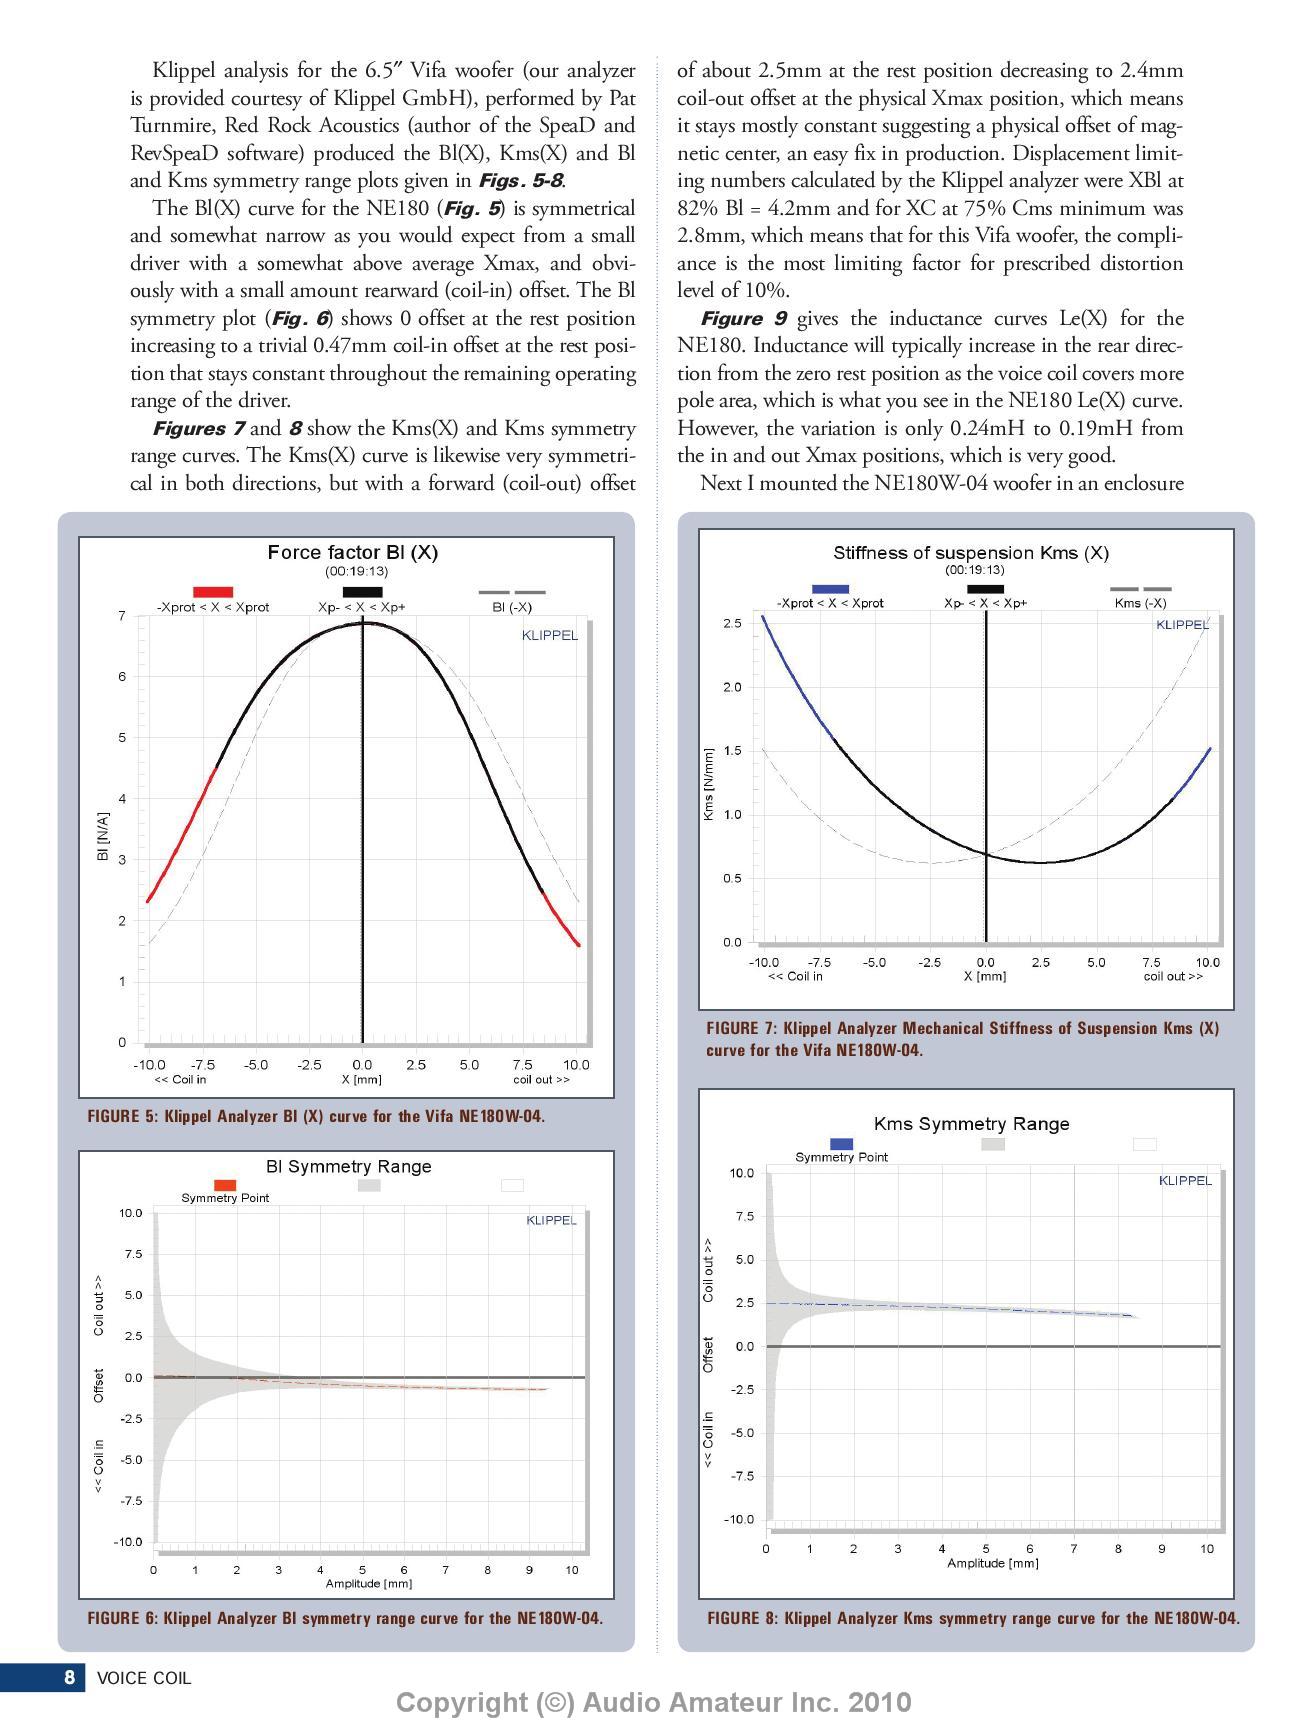 Klippel analysis for the 6.5″ Vifa woofer (our analyzer
is provided courtesy of Klippel GmbH), performed by Pat
Turnmire, Red Rock Acoustics (author of the SpeaD and
RevSpeaD software) produced the Bl(X), Kms(X) and Bl
and Kms symmetry range plots given in Figs. 5-8.
The Bl(X) curve for the NE180 (Fig. 5) is symmetrical
and somewhat narrow as you would expect from a small
driver with a somewhat above average Xmax, and obvi-
ously with a small amount rearward (coil-in) offset. The Bl
symmetry plot (Fig. 6) shows 0 offset at the rest position
increasing to a trivial 0.47mm coil-in offset at the rest posi-
tion that stays constant throughout the remaining operating
range of the driver.
Figures 7 and 8 show the Kms(X) and Kms symmetry
range curves. The Kms(X) curve is likewise very symmetri-
cal in both directions, but with a forward (coil-out) offset
of about 2.5mm at the rest position decreasing to 2.4mm
coil-out offset at the physical Xmax position, which means
it stays mostly constant suggesting a physical offset of mag-
netic center, an easy fix in production. Displacement limit-
ing numbers calculated by the Klippel analyzer were XBl at
82% Bl = 4.2mm and for XC at 75% Cms minimum was
2.8mm, which means that for this Vifa woofer, the compli-
ance is the most limiting factor for prescribed distortion
level of 10%.
Figure 9 gives the inductance curves Le(X) for the
NE180. Inductance will typically increase in the rear direc-
tion from the zero rest position as the voice coil covers more
pole area, which is what you see in the NE180 Le(X) curve.
However, the variation is only 0.24mH to 0.19mH from
the in and out Xmax positions, which is very good.
Next I mounted the NE180W-04 woofer in an enclosure
Force factor Bl (X)
(00:19:13)
-Xprot < X < Xprot Xp- < X < Xp+ Bl (-X)
KLIPPEL
7
6
5
4
3
2
1
0
Bl [N/A]
-10.0 -7.5 -5.0 -2.5 0.0 2.5 5.0 7.5 10.0
<< Coil in X [mm] coil out >>
FIGURE 5: Klippel Analyzer Bl (X) curve for the Vifa NE180W-04.
Bl Symmetry Range
Symmetry Point
KLIPPEL
10.0
7.5
5.0
2.5
0.0
-2.5
-5.0
-7.5
-10.0
<< Coil in Offset Coil out >>
0 1 2 3 4 5 6 7 8 9 10
Amplitude [mm]
FIGURE 6: Klippel Analyzer Bl symmetry range curve for the NE180W-04.
Stiffness of suspension Kms (X)
(00:19:13)
-Xprot < X < Xprot Xp- < X < Xp+ Kms (-X)
KLIPPEL
2.5
2.0
1.5
1.0
0.5
0.0
Kms [N/mm]
-10.0 -7.5 -5.0 -2.5 0.0 2.5 5.0 7.5 10.0
<< Coil in X [mm] coil out >>
FIGURE 7: Klippel Analyzer Mechanical Stiffness of Suspension Kms (X)
curve for the Vifa NE180W-04.
Kms Symmetry Range
Symmetry Point
KLIPPEL
10.0
7.5
5.0
2.5
0.0
-2.5
-5.0
-7.5
-10.0
<< Coil in Offset Coil out >>
0 1 2 3 4 5 6 7 8 9 10
Amplitude [mm]
FIGURE 8: Klippel Analyzer Kms symmetry range curve for the NE180W-04.
8 VOICE COIL
Copyright (©) Audio Amateur Inc. 2010